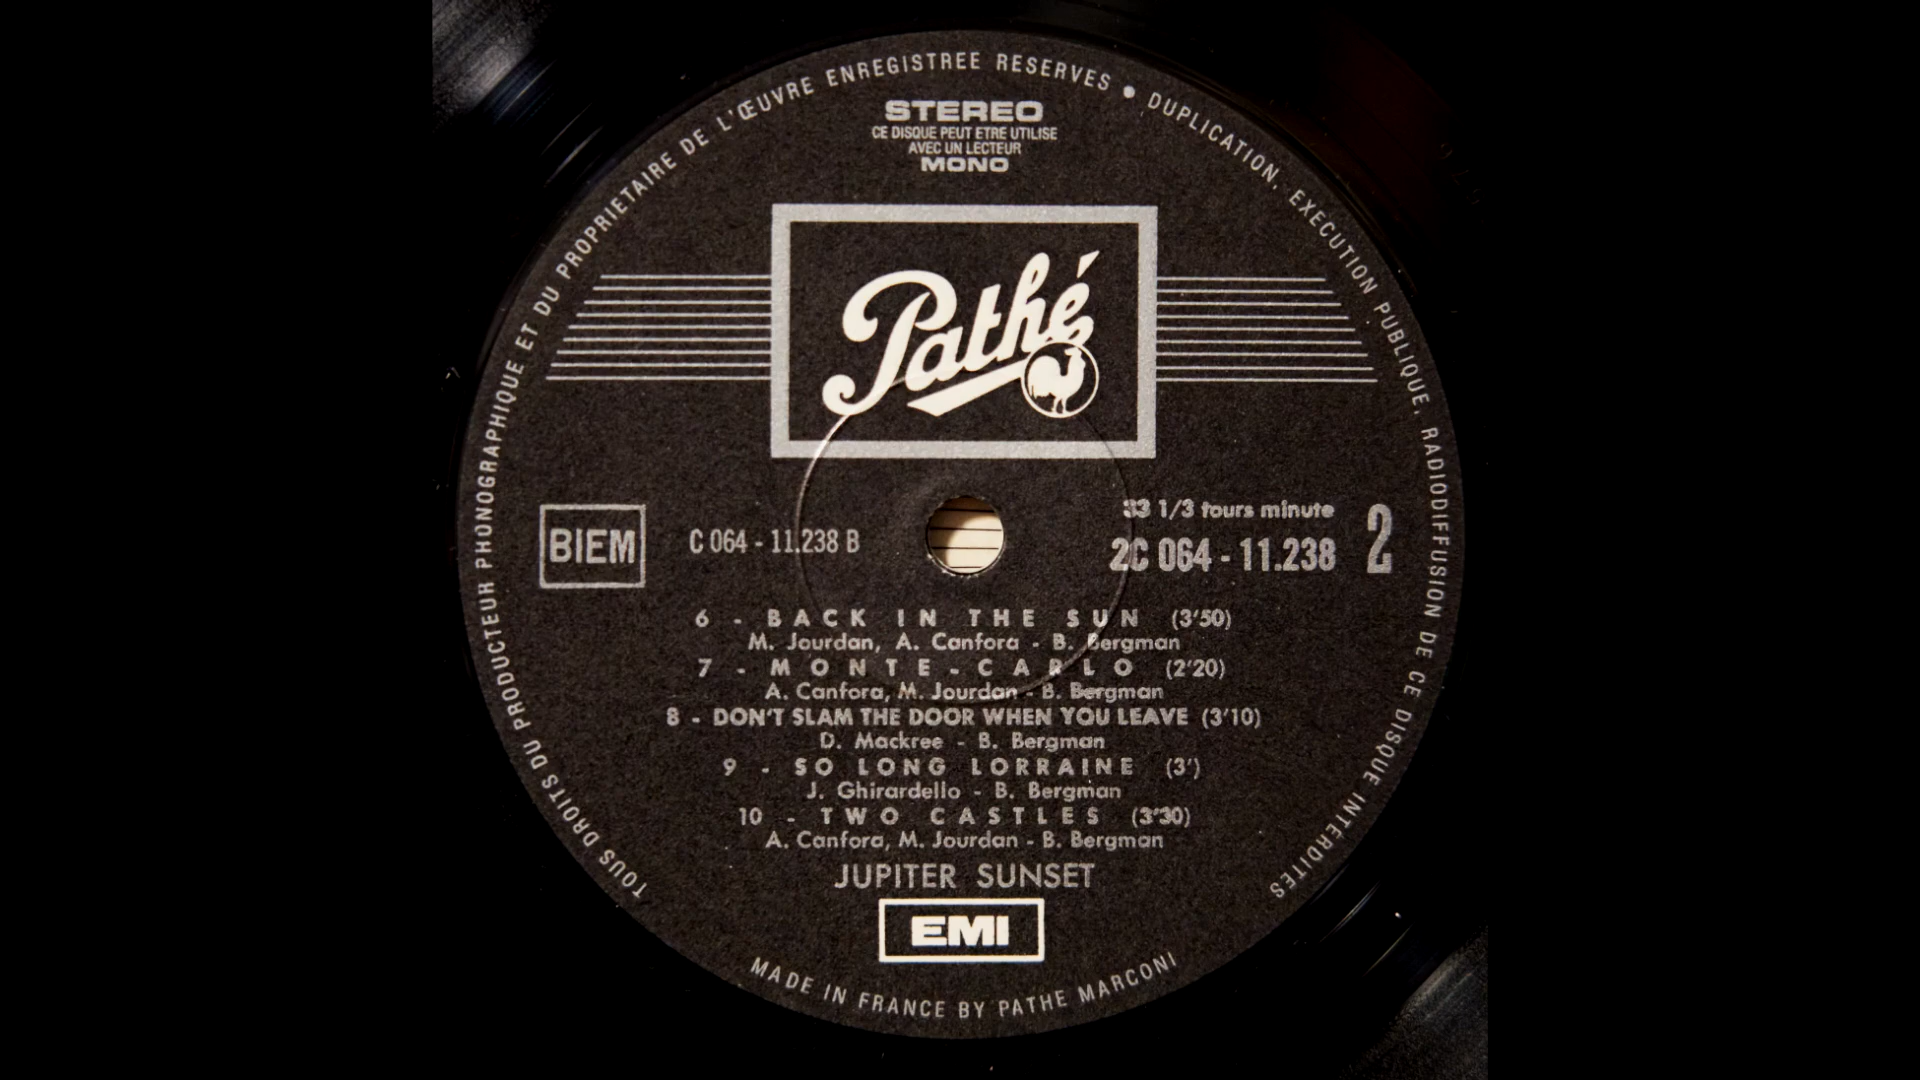 TOUS DROITS DU PRODUCTEUR PHONOGRAPHIQUE ET DU PROPRIETAIRE DE L'ŒUVRE ENREGISTREE RESERVES • DUPLICATION, EXECUTION PUBLIQUE, RADIODIFFUSION DE CE DISQUE INTERDITES
STEREO
CE DISQUE PEUT ETRE UTILISE
AVEC UN LECTEUR
MONO
Pathé
33 1/3 tours minute
BIEM
C 064 - 11.238 B
2C 064 - 11.238
2
6 - BACK IN THE SUN (3'50)
M. Jourdan, A. Canfora - B. Bergman
7 - MONTE-CARLO (2'20)
A. Canfora, M. Jourdan - B. Bergman
8 - DON'T SLAM THE DOOR WHEN YOU LEAVE (3'10)
D. Mackree - B. Bergman
9 - SO LONG LORRAINE (3')
J. Ghirardello - B. Bergman
10 - TWO CASTLES (3'30)
A. Canfora, M. Jourdan - B. Bergman
JUPITER SUNSET
EMI
MADE IN FRANCE BY PATHE MARCONI